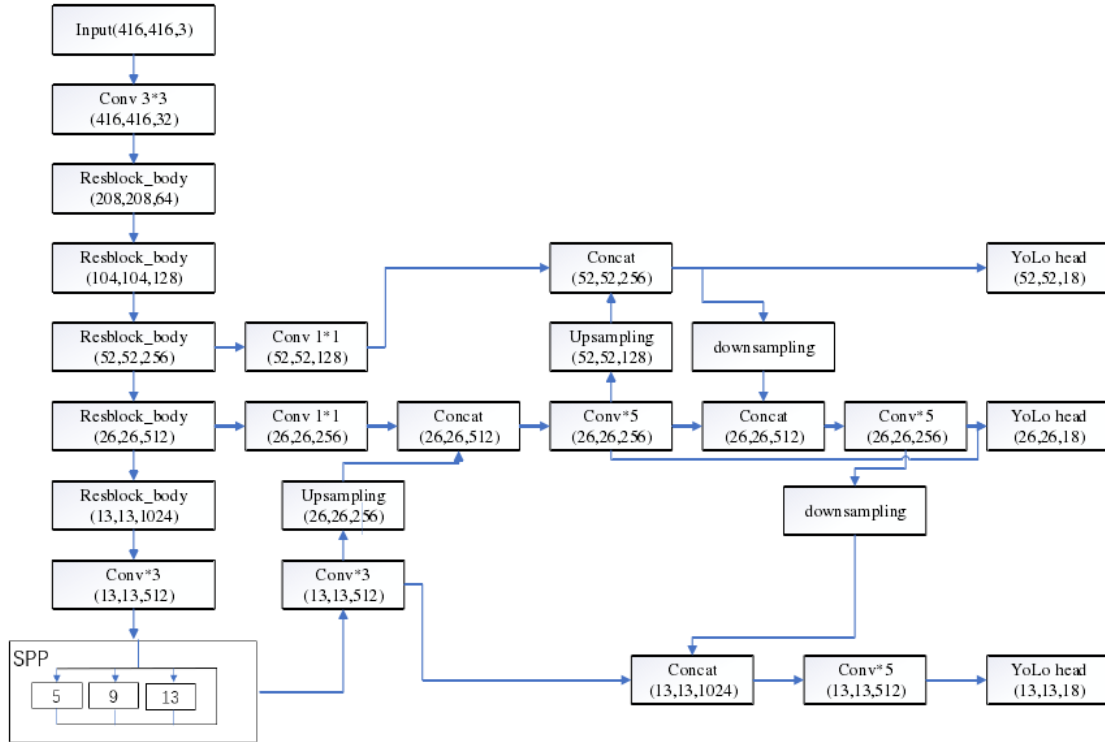 Input(416,416,3)
Conv 3*3
(416,416,32)
Resblock_body
(208,208,64)
Resblock_body
(104,104,128)
Concat
(52,52,256)
YoLo head
(52,52,18)
Resblock_body
(52,52,256)
Conv 1*1
(52,52,128)
Upsampling
(52,52,128)
downsampling
Resblock_body
(26,26,512)
Conv 1*1
(26,26,256)
Concat
(26,26,512)
Conv*5
(26,26,256)
Concat
(26,26,512)
Conv*5
(26,26,256)
YoLo head
(26,26,18)
Resblock_body
(13,13,1024)
Upsampling
(26,26,256)
downsampling
Conv*3
(13,13,512)
Conv*3
(13,13,512)
SPP
5
9
13
Concat
(13,13,1024)
Conv*5
(13,13,512)
YoLo head
(13,13,18)